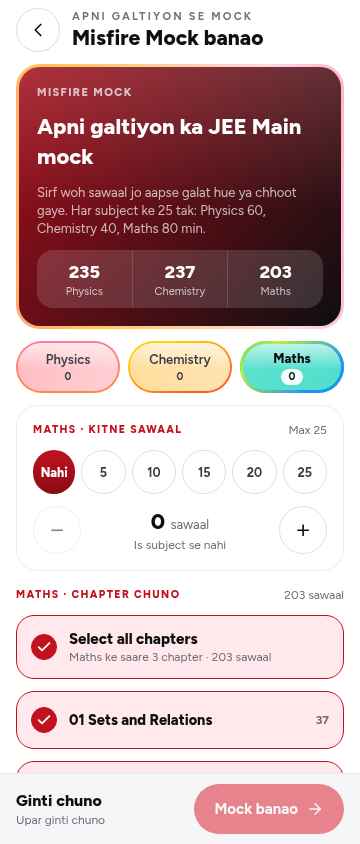 APNI GALTIYON SE MOCK
Misfire Mock banao
MISFIRE MOCK
Apni galtiyon ka JEE Main
mock
Sirf woh sawaal jo aapse galat hue ya chhoot
gaye. Har subject ke 25 tak: Physics 60,
Chemistry 40, Maths 80 min.
235 237 203
Physics Chemistry Maths
Physics Chemistry Maths
0 0 0
MATHS · KITNE SAWAAL Max 25
Nahi 5 10 15 20 25
− 0 sawaal +
Is subject se nahi
MATHS · CHAPTER CHUNO 203 sawaal
Select all chapters
Maths ke saare 3 chapter · 203 sawaal
01 Sets and Relations 37
Ginti chuno
Upar ginti chuno
Mock banao →